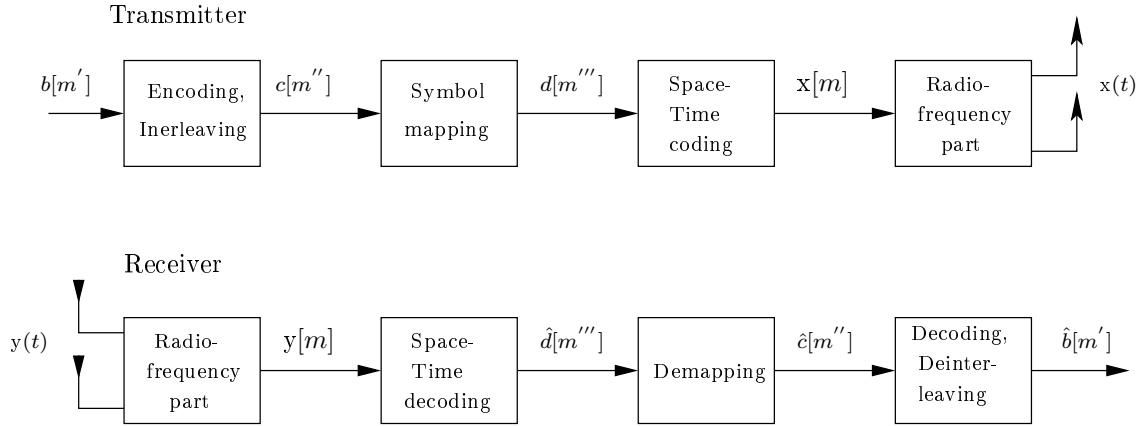 Transmitter
b[m′]
Encoding,
Inerleaving
c[m′′]
Symbol
mapping
d[m′′′]
Space-
Time
coding
x[m]
Radio-
frequency
part
x(t)
Receiver
y(t)
Radio-
frequency
part
y[m]
Space-
Time
decoding
d̂[m′′′]
Demapping
ĉ[m′′]
Decoding,
Deinter-
leaving
b̂[m′]